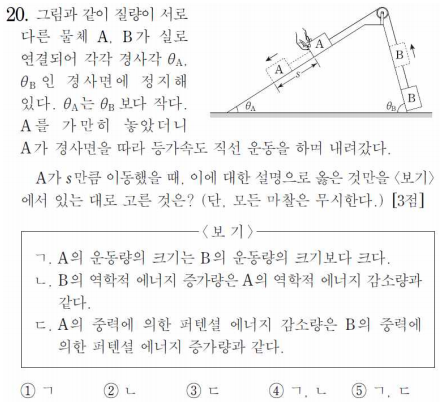 20. 그림과 같이 질량이 서로
다른 물체 A, B가 실로
연결되어 각각 경사각 θA,
θB인 경사면에 정지해
있다. θA는 θB보다 작다.
A를 가만히 놓았더니
A가 경사면을 따라 등가속도 직선 운동을 하며 내려갔다.
A
A
s
B
B
θA
θB
A가 s만큼 이동했을 때, 이에 대한 설명으로 옳은 것만을 <보기>
에서 있는 대로 고른 것은? (단, 모든 마찰은 무시한다.) [3점]
<보 기>
ㄱ. A의 운동량의 크기는 B의 운동량의 크기보다 크다.
ㄴ. B의 역학적 에너지 증가량은 A의 역학적 에너지 감소량과
같다.
ㄷ. A의 중력에 의한 퍼텐셜 에너지 감소량은 B의 중력에
의한 퍼텐셜 에너지 증가량과 같다.
① ㄱ ② ㄴ ③ ㄷ ④ ㄱ, ㄴ ⑤ ㄱ, ㄷ